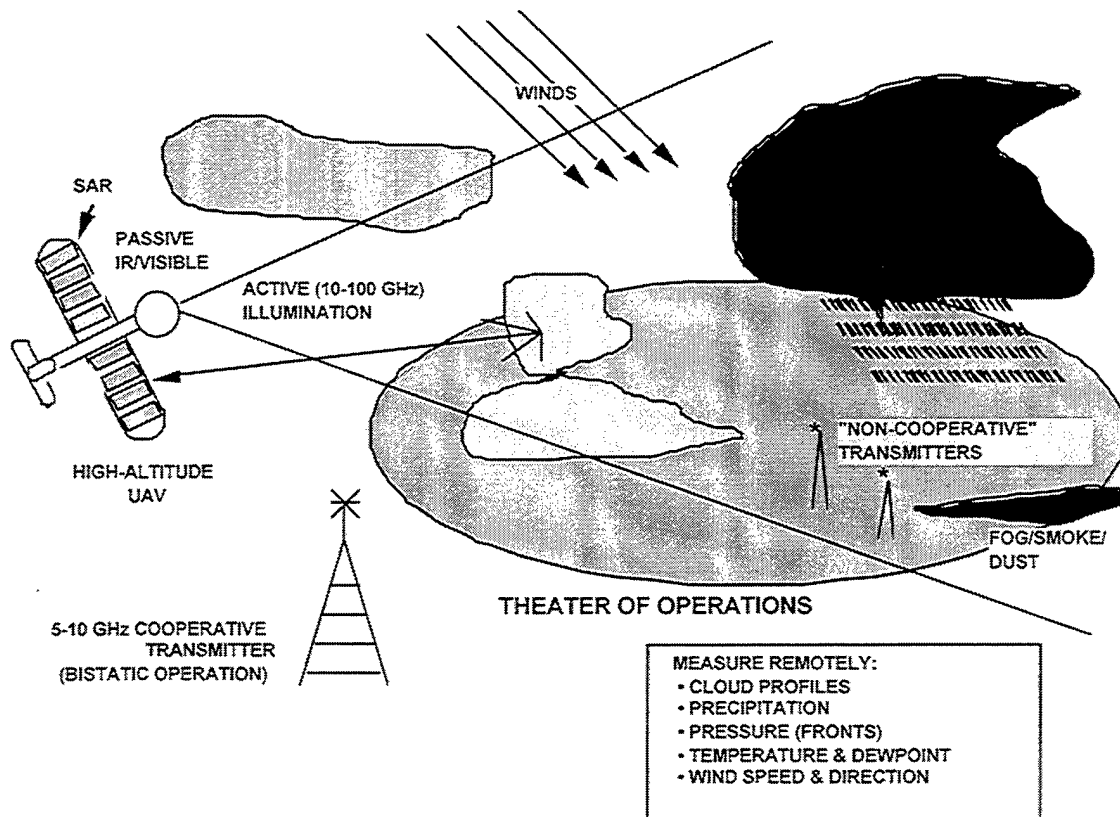 WINDS
SAR
PASSIVE
IR/VISIBLE
ACTIVE (10-100 GHz)
ILLUMINATION
HIGH-ALTITUDE
UAV
"NON-COOPERATIVE"
TRANSMITTERS
FOG/SMOKE/
DUST
THEATER OF OPERATIONS
5-10 GHz COOPERATIVE
TRANSMITTER
(BISTATIC OPERATION)
MEASURE REMOTELY:
• CLOUD PROFILES
• PRECIPITATION
• PRESSURE (FRONTS)
• TEMPERATURE & DEWPOINT
• WIND SPEED & DIRECTION